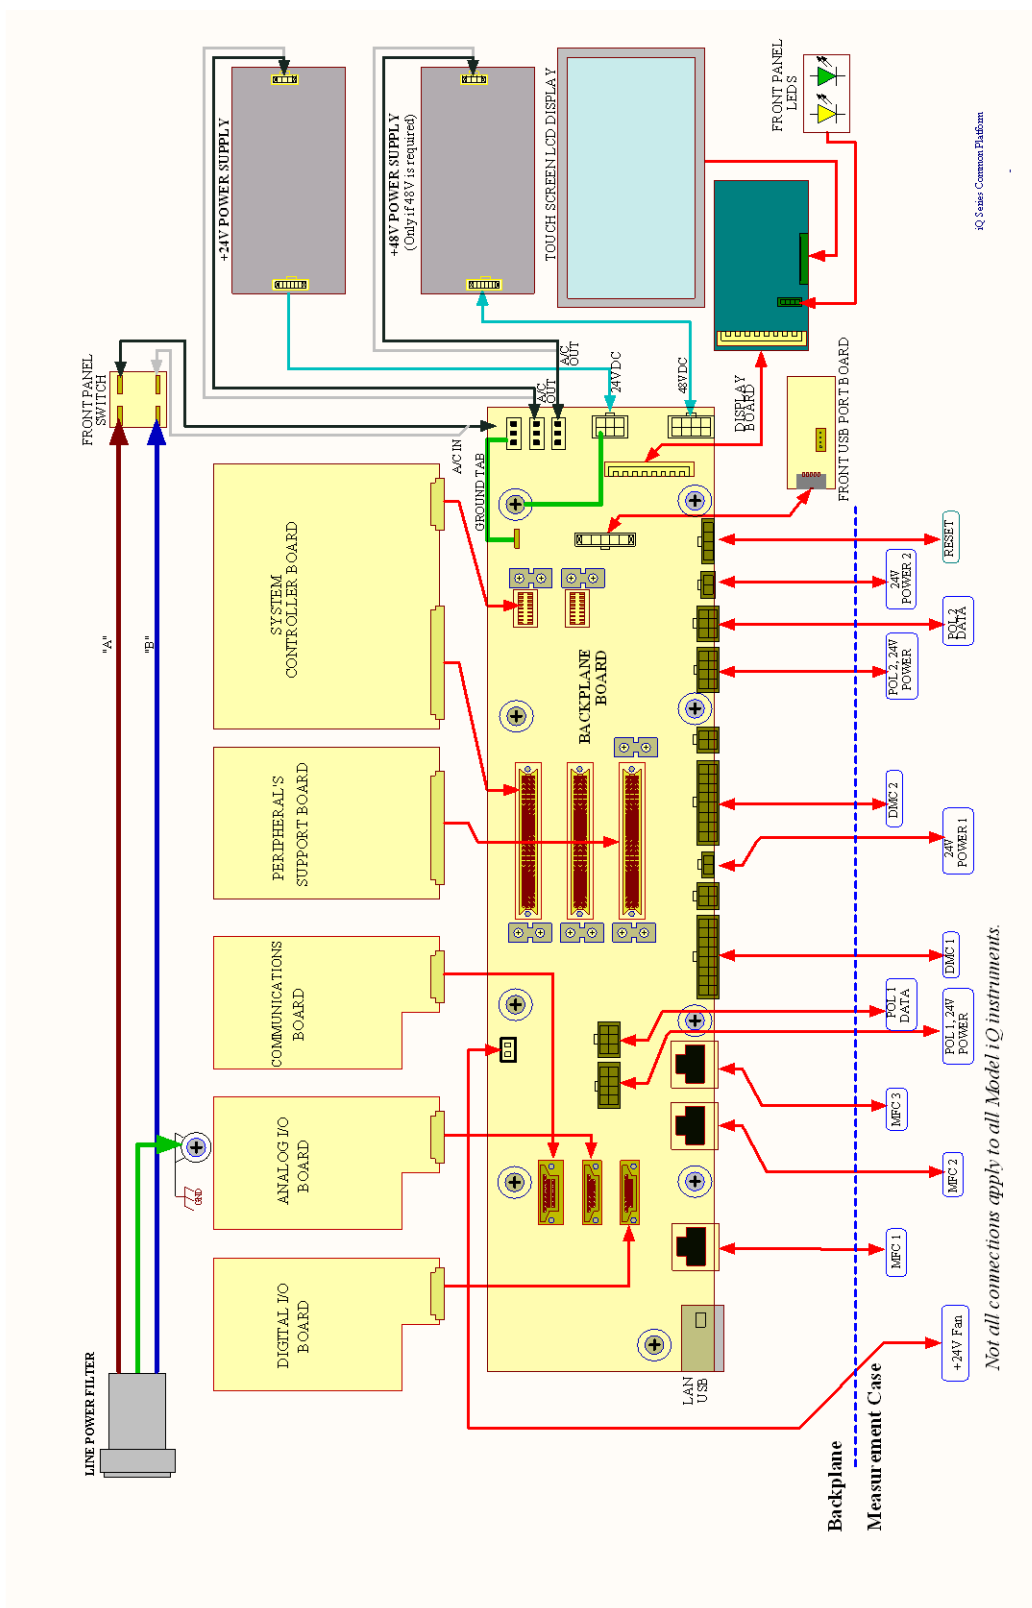 LINE POWER FILTER
"A"
"B"
GND
FRONT PANEL
SWITCH
+24V POWER SUPPLY
+48V POWER SUPPLY
(Only if 48V is required)
TOUCH SCREEN LCD DISPLAY
FRONT PANEL
LEDS
DIGITAL I/O
BOARD
ANALOG I/O
BOARD
COMMUNICATIONS
BOARD
PERIPHERAL'S
SUPPORT BOARD
SYSTEM
CONTROLLER BOARD
A/C IN
GROUND TAB
A/C
OUT
A/C
OUT
24VDC
48VDC
DISPLAY
BOARD
FRONT USB PORT BOARD
BACKPLANE
BOARD
LAN
USB
Backplane
Measurement Case
+24V Fan
MFC 1
MFC 2
MFC 3
POL 1, 24V
POWER
POL 1
DATA
DMC 1
24V
POWER 1
DMC 2
POL 2, 24V
POWER
POL 2
DATA
24V
POWER 2
RESET
Not all connections apply to all Model iQ instruments.
iQ Series Common Platform
-